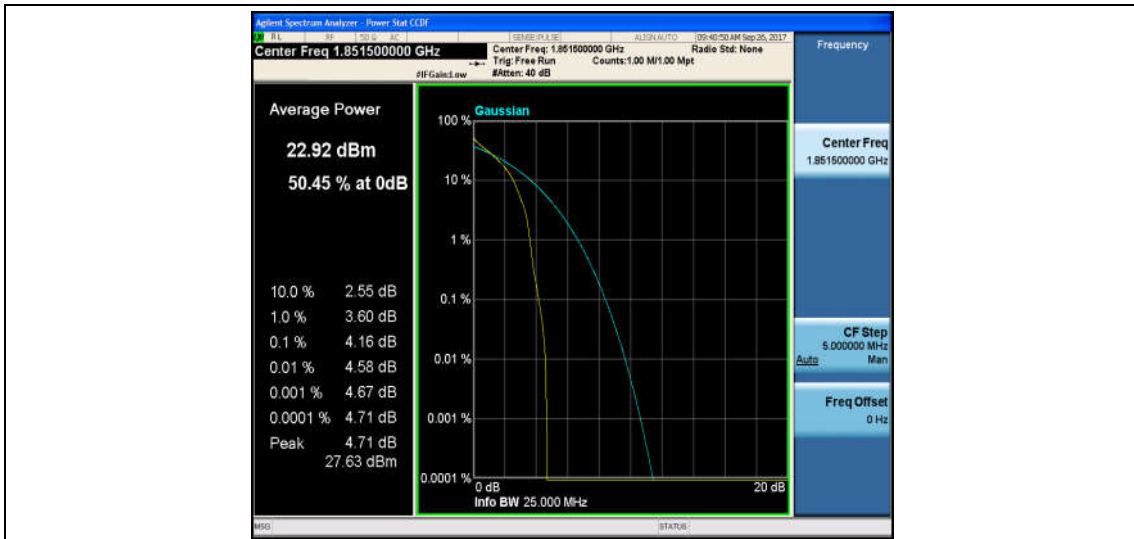 Agilent Spectrum Analyzer - Power Stat CCDF
RL RF 50 Ω AC SENSE:PULSE ALIGNAUTO 09:40:50 AM Sep 26, 2017
Center Freq 1.851500000 GHz
Center Freq: 1.851500000 GHz Radio Std: None
Trig: Free Run Counts:1.00 M/1.00 Mpt
#IFGain:Low #Atten: 40 dB
Frequency
Average Power
22.92 dBm
50.45 % at 0dB
10.0 % 2.55 dB
1.0 % 3.60 dB
0.1 % 4.16 dB
0.01 % 4.58 dB
0.001 % 4.67 dB
0.0001 % 4.71 dB
Peak 4.71 dB
27.63 dBm
Gaussian
100 %
10 %
1 %
0.1 %
0.01 %
0.001 %
0.0001 %
0 dB 20 dB
Info BW 25.000 MHz
Center Freq
1.851500000 GHz
CF Step
5.000000 MHz
Auto Man
Freq Offset
0 Hz
MSG STATUS